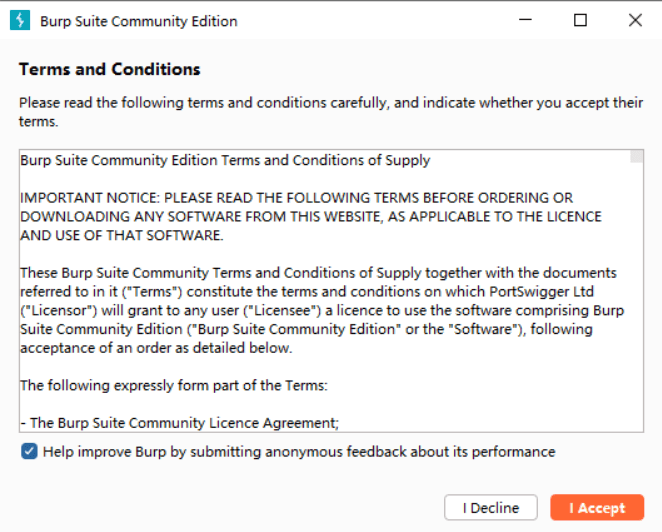 Burp Suite Community Edition
Terms and Conditions
Please read the following terms and conditions carefully, and indicate whether you accept their
terms.
Burp Suite Community Edition Terms and Conditions of Supply
IMPORTANT NOTICE: PLEASE READ THE FOLLOWING TERMS BEFORE ORDERING OR
DOWNLOADING ANY SOFTWARE FROM THIS WEBSITE, AS APPLICABLE TO THE LICENCE
AND USE OF THAT SOFTWARE.
These Burp Suite Community Terms and Conditions of Supply together with the documents
referred to in it ("Terms") constitute the terms and conditions on which PortSwigger Ltd
("Licensor") will grant to any user ("Licensee") a licence to use the software comprising Burp
Suite Community Edition ("Burp Suite Community Edition" or the "Software"), following
acceptance of an order as detailed below.
The following expressly form part of the Terms:
- The Burp Suite Community Licence Agreement;
Help improve Burp by submitting anonymous feedback about its performance
I Decline
I Accept